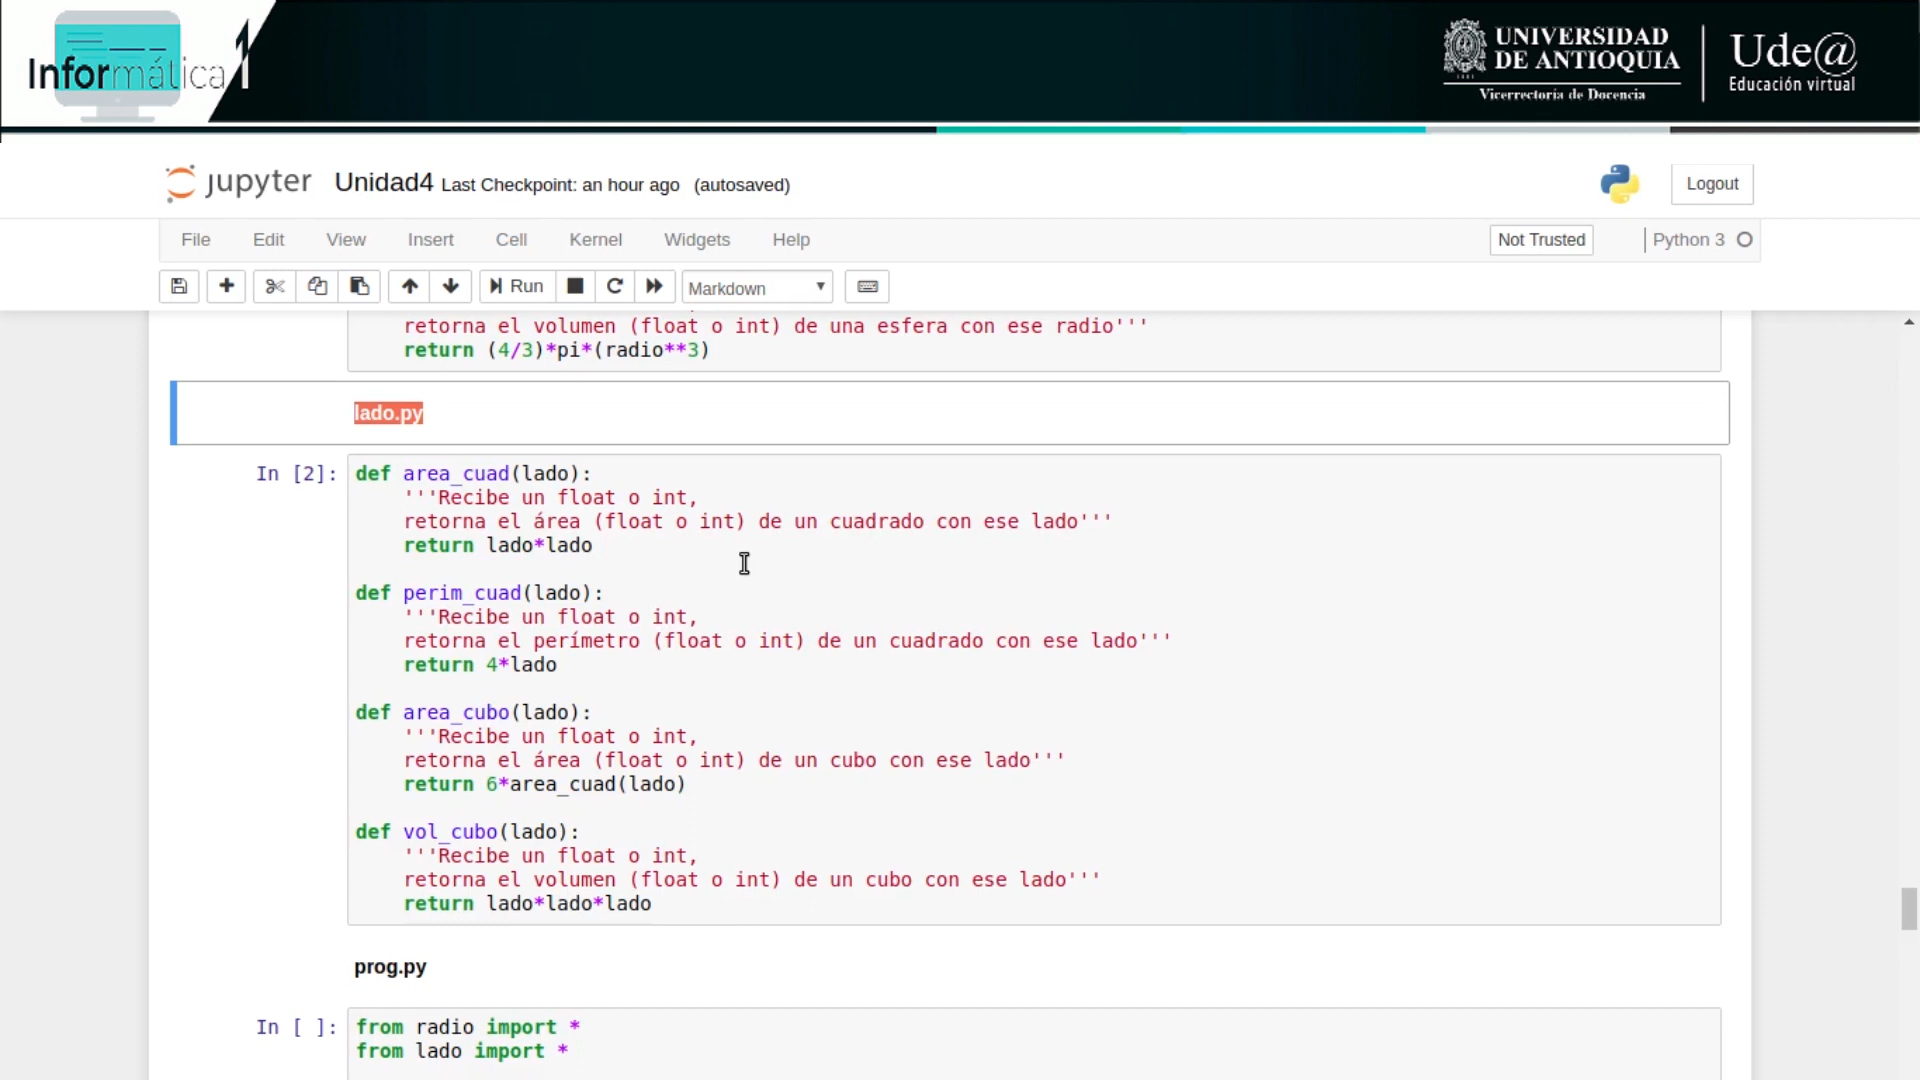 Informática 1
UNIVERSIDAD
DE ANTIOQUIA
Vicerrectoría de Docencia
Ude@
Educación virtual
jupyter Unidad4 Last Checkpoint: an hour ago (autosaved)
Logout
File Edit View Insert Cell Kernel Widgets Help
Not Trusted
Python 3
Run
Markdown
retorna el volumen (float o int) de una esfera con ese radio'''
return (4/3)*pi*(radio**3)
lado.py
In [2]:
def area_cuad(lado):
'''Recibe un float o int,
retorna el área (float o int) de un cuadrado con ese lado'''
return lado*lado
def perim_cuad(lado):
'''Recibe un float o int,
retorna el perímetro (float o int) de un cuadrado con ese lado'''
return 4*lado
def area_cubo(lado):
'''Recibe un float o int,
retorna el área (float o int) de un cubo con ese lado'''
return 6*area_cuad(lado)
def vol_cubo(lado):
'''Recibe un float o int,
retorna el volumen (float o int) de un cubo con ese lado'''
return lado*lado*lado
prog.py
In [ ]:
from radio import *
from lado import *